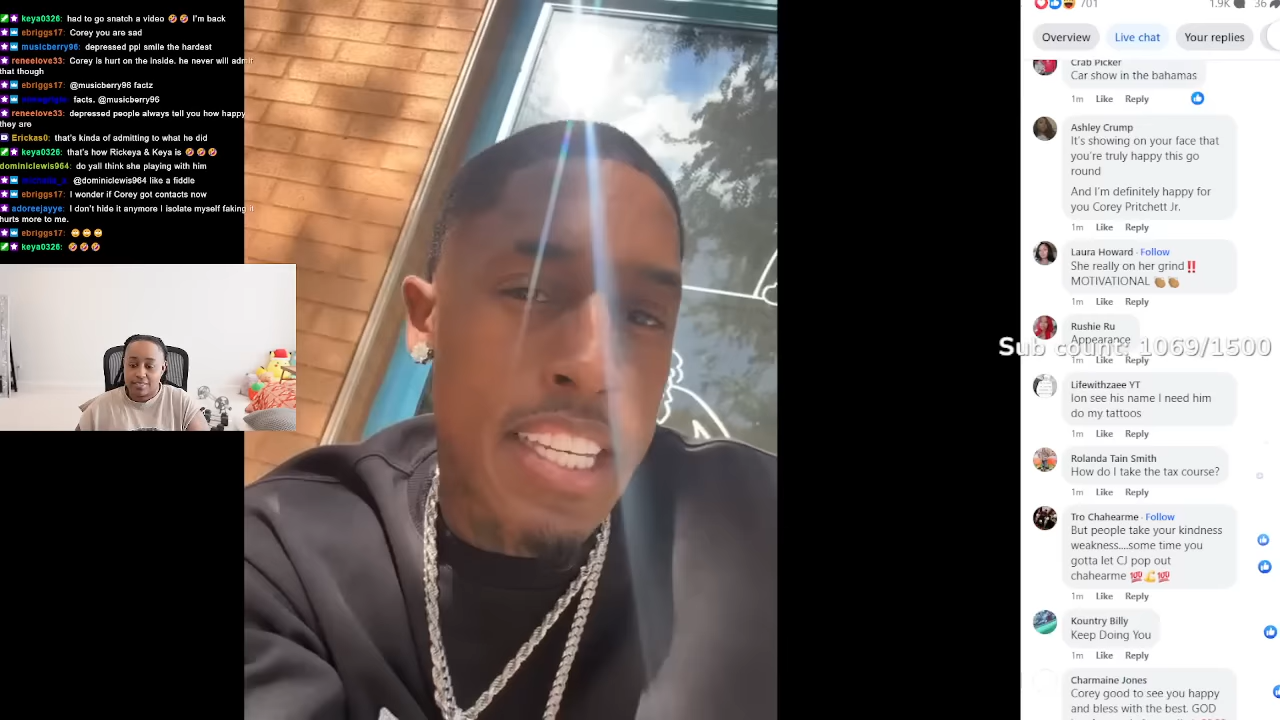 keya0326: had to go snatch a video 🤣 🤣 I'm back
ebriggs17: Corey you are sad
musicberry96: depressed ppl smile the hardest
reneelove33: Corey is hurt on the inside. he never will admit
that though
ebriggs17: @musicberry96 factz
facts. @musicberry96
reneelove33: depressed people always tell you how happy
they are
Erickas0: that's kinda of admitting to what he did
keya0326: that's how Rickeya & Keya is 🤣 🤣 🤣
dominiclewis964: do yall think she playing with him
@dominiclewis964 like a fiddle
ebriggs17: I wonder if Corey got contacts now
adoreejayye: I don't hide it anymore I isolate myself faking it
hurts more to me.
ebriggs17: 🙄 🙄 🙄
keya0326: 🤣 🤣 🤣
701
1.9K
36
Overview
Live chat
Your replies
Crab Picker
Car show in the bahamas
1m Like Reply
Ashley Crump
It's showing on your face that
you're truly happy this go
round
And I'm definitely happy for
you Corey Pritchett Jr.
1m Like Reply
Laura Howard · Follow
She really on her grind‼️
MOTIVATIONAL 👏🏾 👏🏾
1m Like Reply
Rushie Ru
Appearance
1m Like Reply
Sub count: 1069/1500
Lifewithzaee YT
Ion see his name I need him
do my tattoos
1m Like Reply
Rolanda Tain Smith
How do I take the tax course?
1m Like Reply
Tro Chahearme · Follow
But people take your kindness
weakness....some time you
gotta let CJ pop out
chahearme 💯💪💯
1m Like Reply
Kountry Billy
Keep Doing You
1m Like Reply
Charmaine Jones
Corey good to see you happy
and bless with the best. GOD